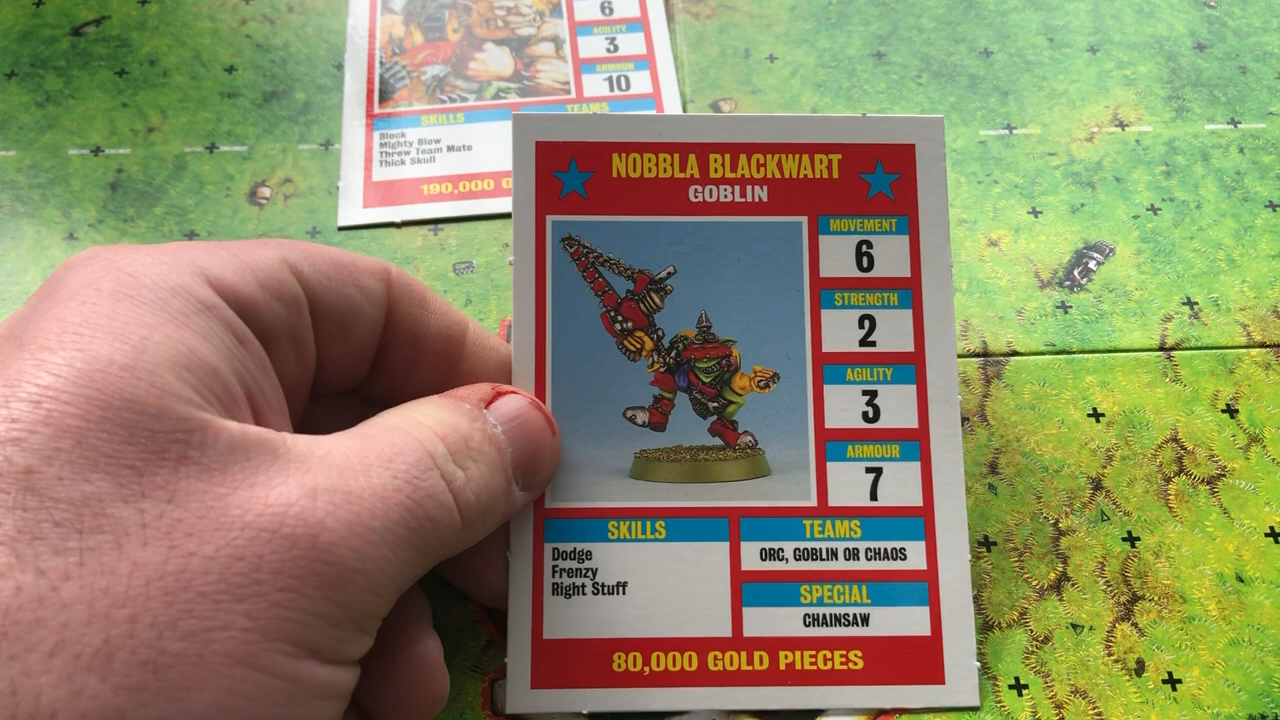 6
AGILITY
3
ARMOUR
10
SKILLS
TEAMS
Block
Mighty Blow
Throw Team Mate
Thick Skull
190,000 G
NOBBLA BLACKWART
GOBLIN
MOVEMENT
6
STRENGTH
2
AGILITY
3
ARMOUR
7
SKILLS
Dodge
Frenzy
Right Stuff
TEAMS
ORC, GOBLIN OR CHAOS
SPECIAL
CHAINSAW
80,000 GOLD PIECES